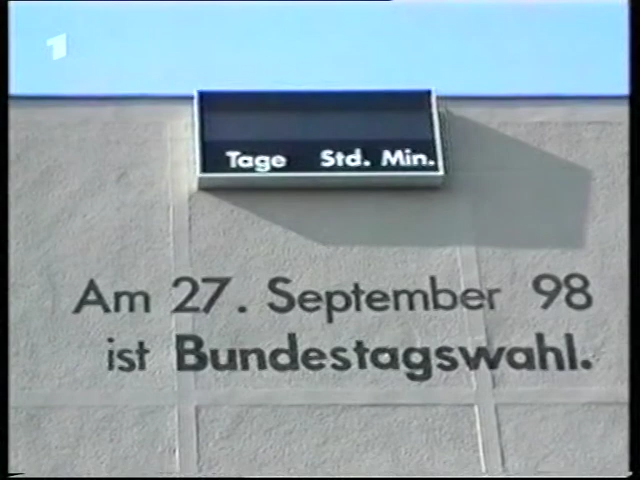 1
Tage Std. Min.
Am 27. September 98
ist Bundestagswahl.